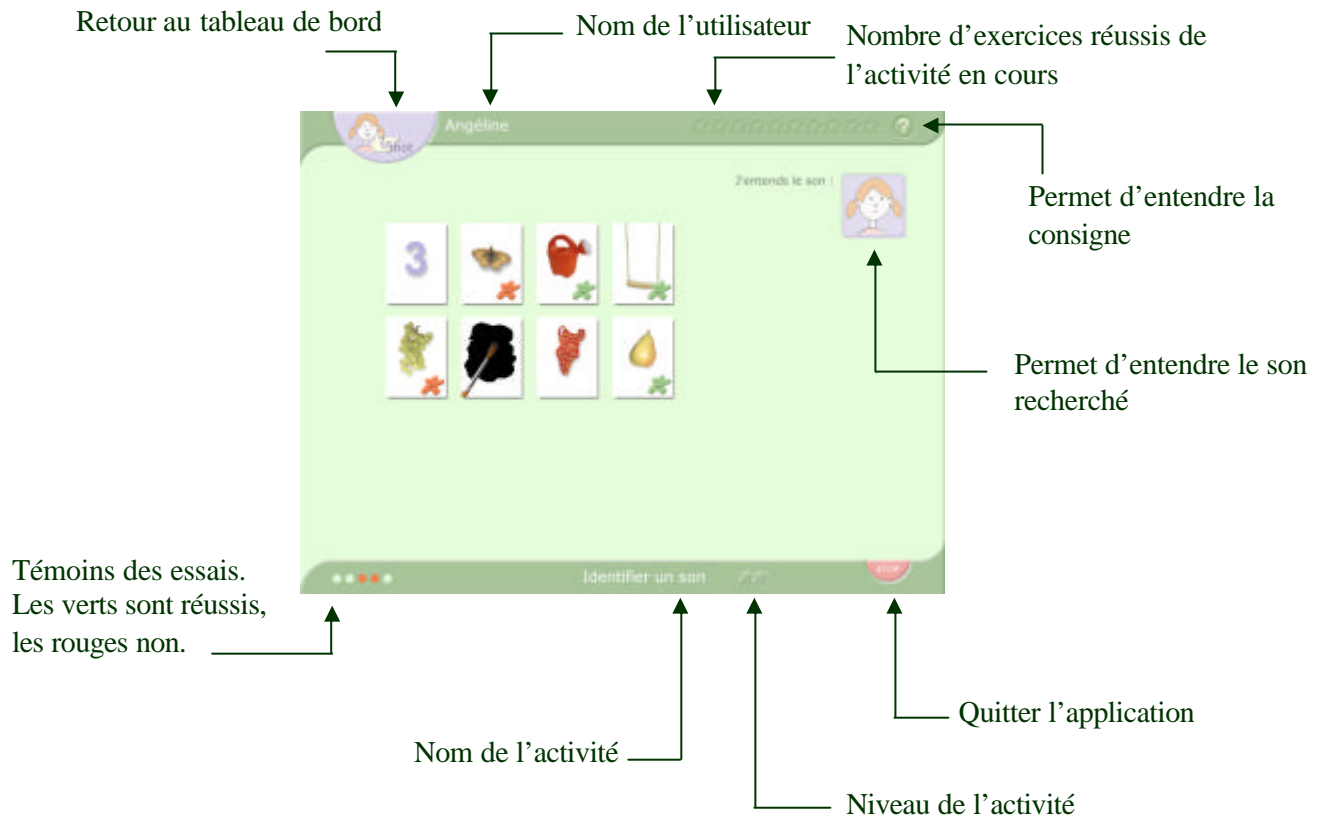 Retour au tableau de bord
Nom de l’utilisateur
Nombre d’exercices réussis de
l’activité en cours
Angéline
?
J'entends le son :
Permet d’entendre la
consigne
3
Permet d’entendre le son
recherché
Témoins des essais.
Les verts sont réussis,
les rouges non.
Identifier un son
STOP
Quitter l’application
Nom de l’activité
Niveau de l’activité